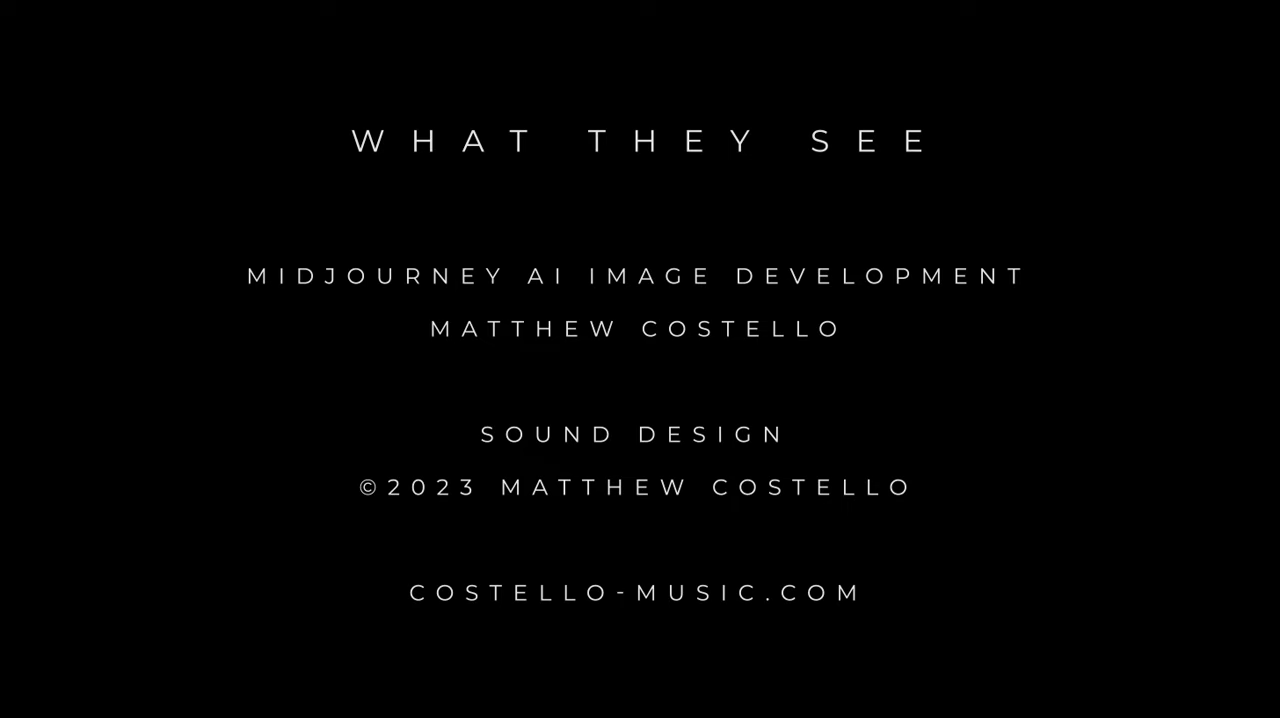 WHAT THEY SEE
MIDJOURNEY AI IMAGE DEVELOPMENT
MATTHEW COSTELLO
SOUND DESIGN
©2023 MATTHEW COSTELLO
COSTELLO-MUSIC.COM